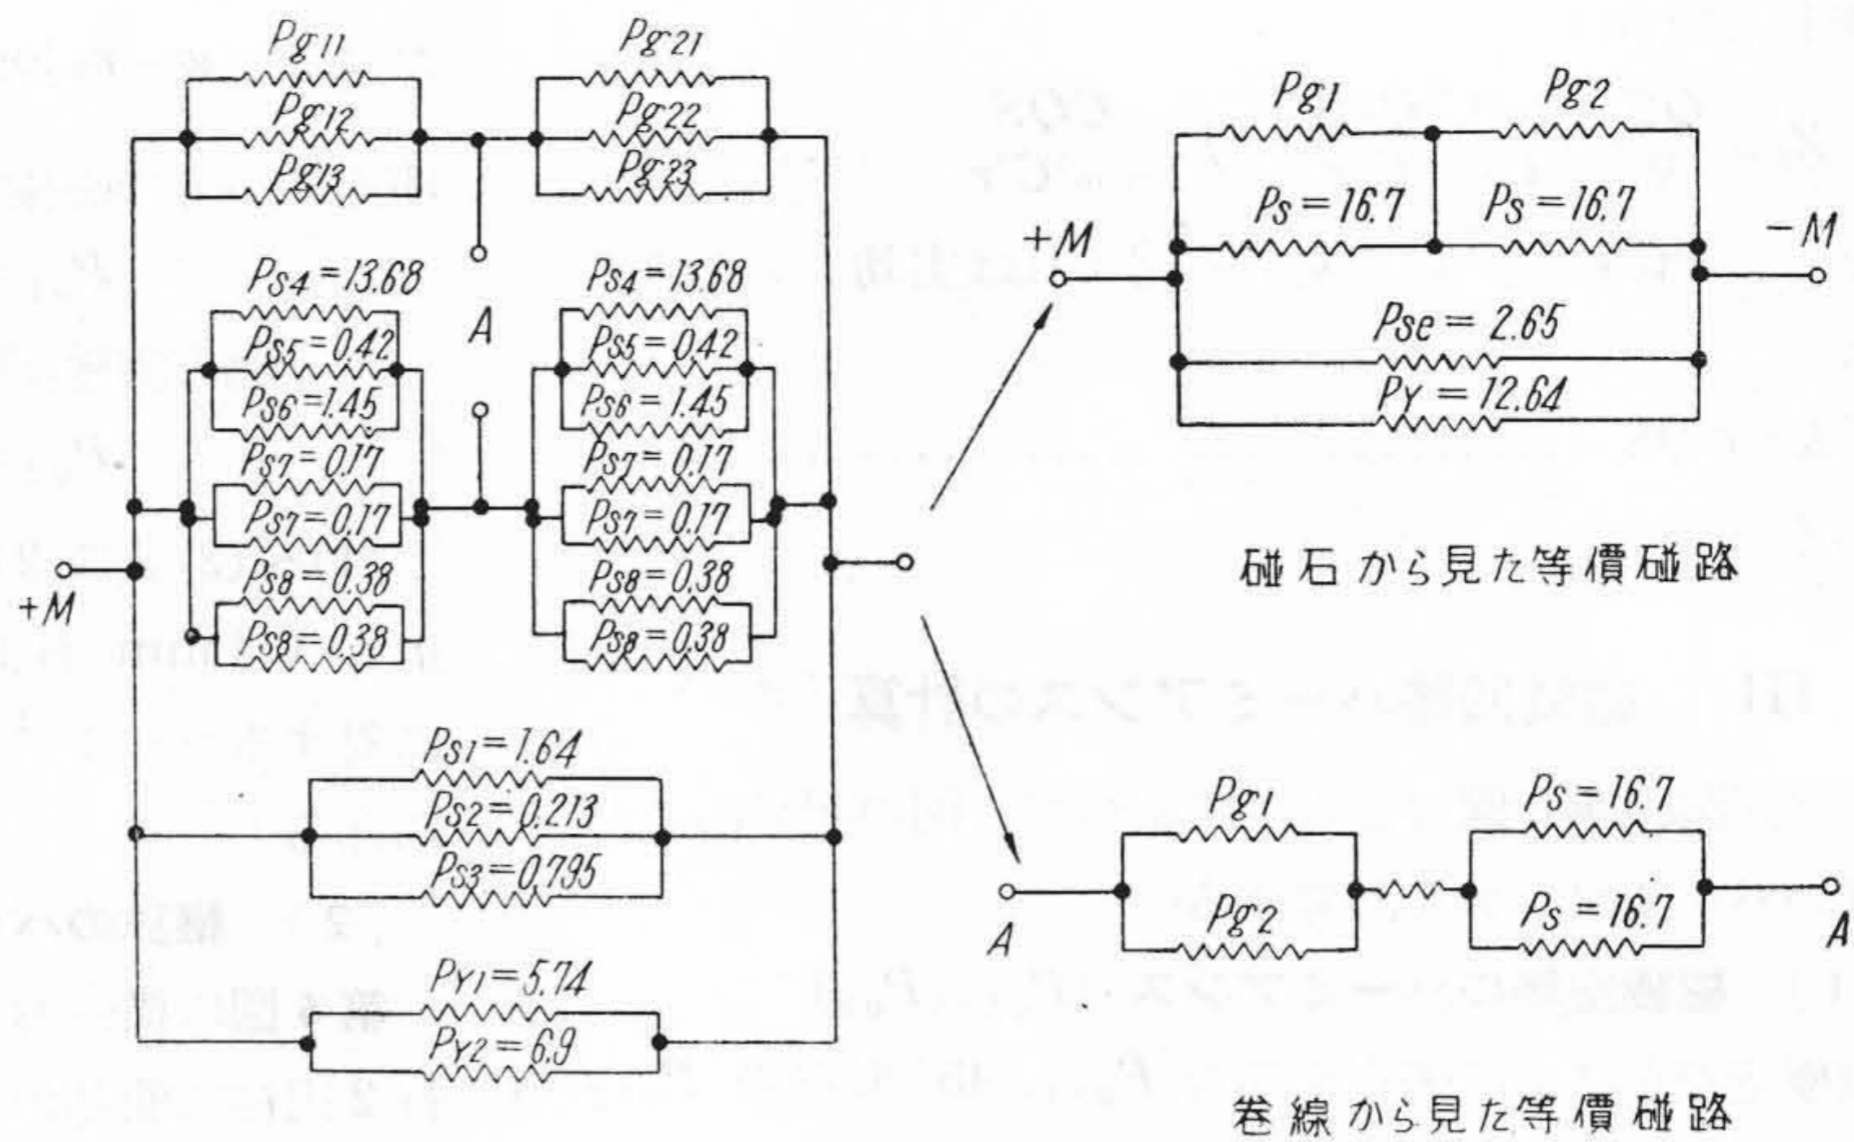 Pg11
Pg12
Pg13
Pg21
Pg22
Pg23
A
PS4=13.68
PS5=0.42
PS6=1.45
PS7=0.17
PS7=0.17
PS8=0.38
PS8=0.38
PS4=13.68
PS5=0.42
PS6=1.45
PS7=0.17
PS7=0.17
PS8=0.38
PS8=0.38
+M
PS1=1.64
PS2=0.213
PS3=0.795
PY1=5.74
PY2=6.9
Pg1
Pg2
PS=16.7
PS=16.7
+M
-M
PSe=2.65
PY=12.64
碰石から見た等價碰路
Pg1
Pg2
PS=16.7
PS=16.7
A
A
卷線から見た等價碰路